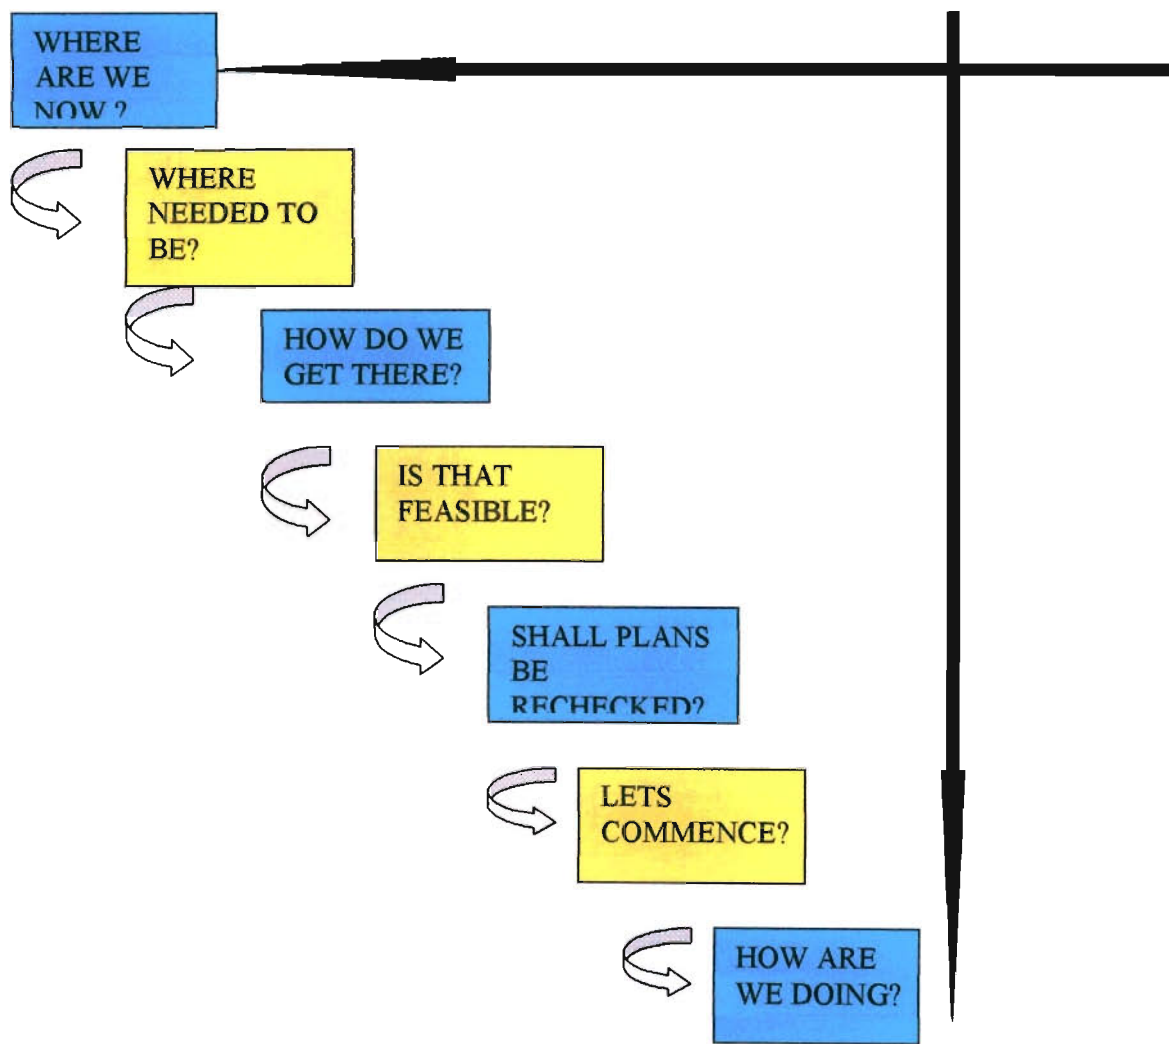 WHERE
ARE WE
NOW ?
WHERE
NEEDED TO
BE?
HOW DO WE
GET THERE?
IS THAT
FEASIBLE?
SHALL PLANS
BE
RECHECKED?
LETS
COMMENCE?
HOW ARE
WE DOING?